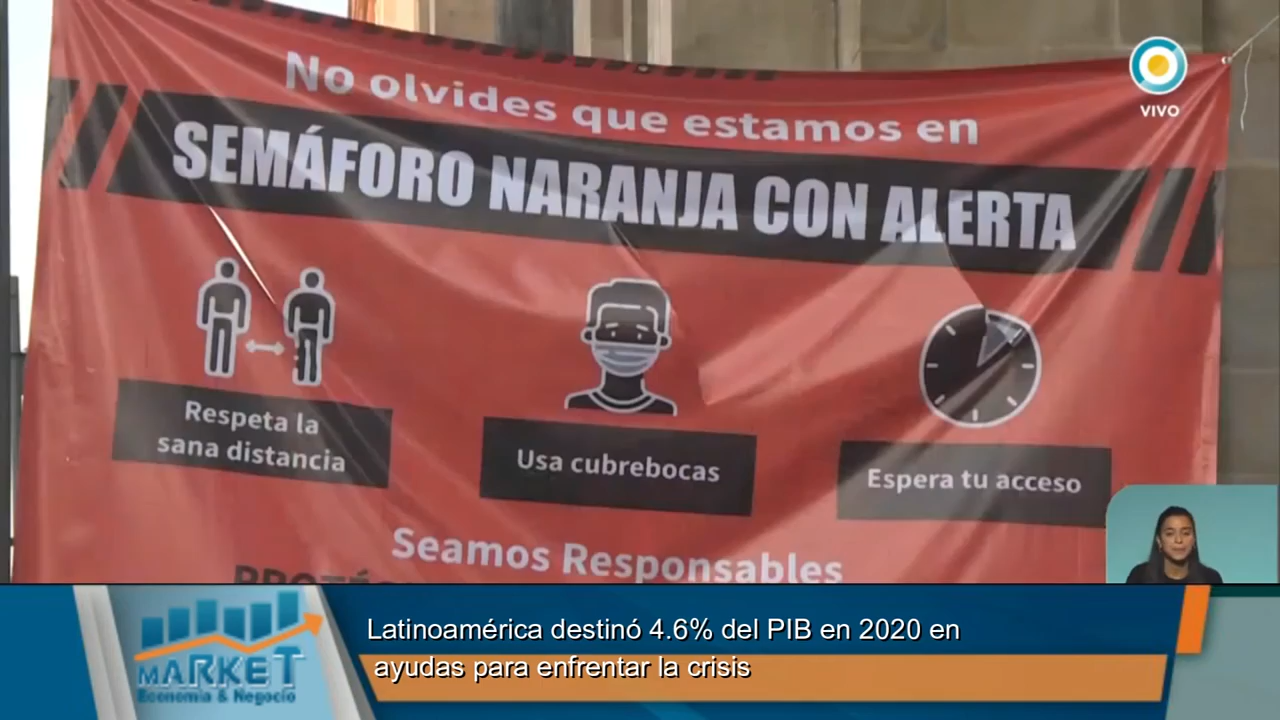 No olvides que estamos en
SEMÁFORO NARANJA CON ALERTA
VIVO
Respeta la
sana distancia
Usa cubrebocas
Espera tu acceso
Seamos Responsables
MARKET
Economia & Negocio
Latinoamérica destinó 4.6% del PIB en 2020 en
ayudas para enfrentar la crisis